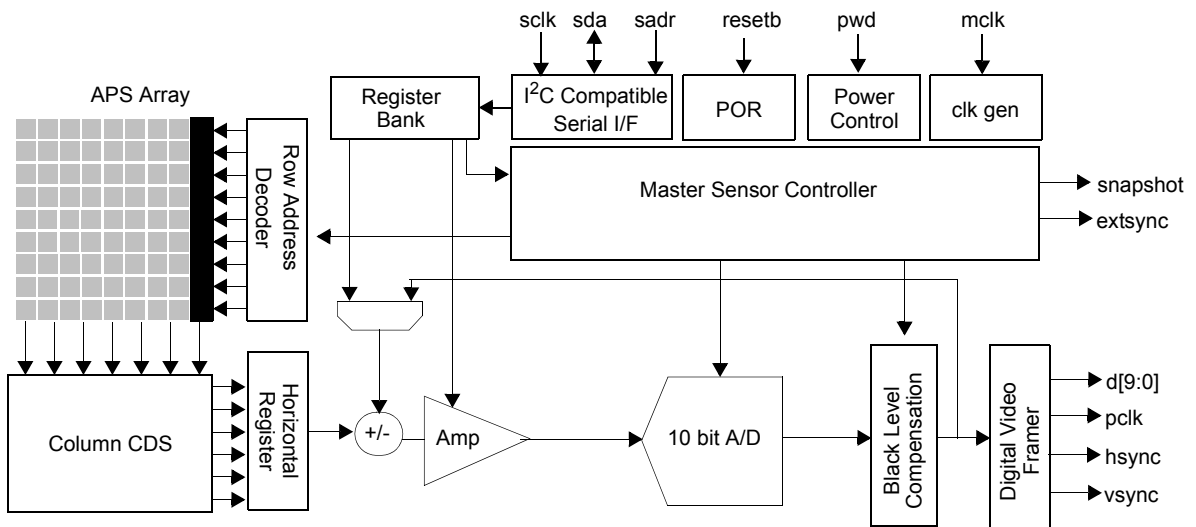 sclk sda sadr resetb pwd mclk
APS Array
Register
Bank
I²C Compatible
Serial I/F
POR
Power
Control
clk gen
Row Address
Decoder
Master Sensor Controller
snapshot
extsync
Column CDS
Horizontal
Register
+/-
Amp
10 bit A/D
Black Level
Compensation
Digital Video
Framer
d[9:0]
pclk
hsync
vsync